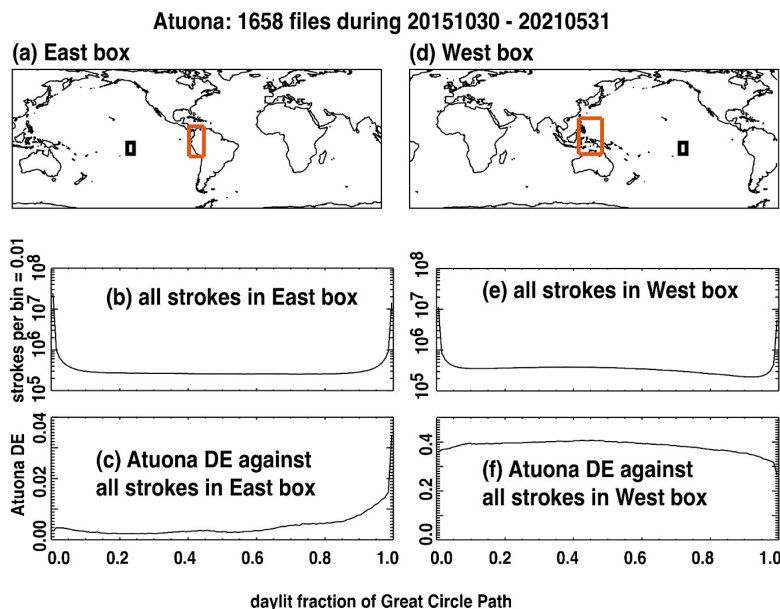 Atuona: 1658 files during 20151030 - 20210531
(a) East box
(d) West box
strokes per bin = 0.01
10^8
10^7
10^6
10^5
(b) all strokes in East box
10^8
10^7
10^6
10^5
(e) all strokes in West box
Atuona DE
0.04
0.02
0.00
(c) Atuona DE against
all strokes in East box
0.4
0.2
0.0
(f) Atuona DE against
all strokes in West box
0.0 0.2 0.4 0.6 0.8 1.0
0.0 0.2 0.4 0.6 0.8 1.0
daylit fraction of Great Circle Path